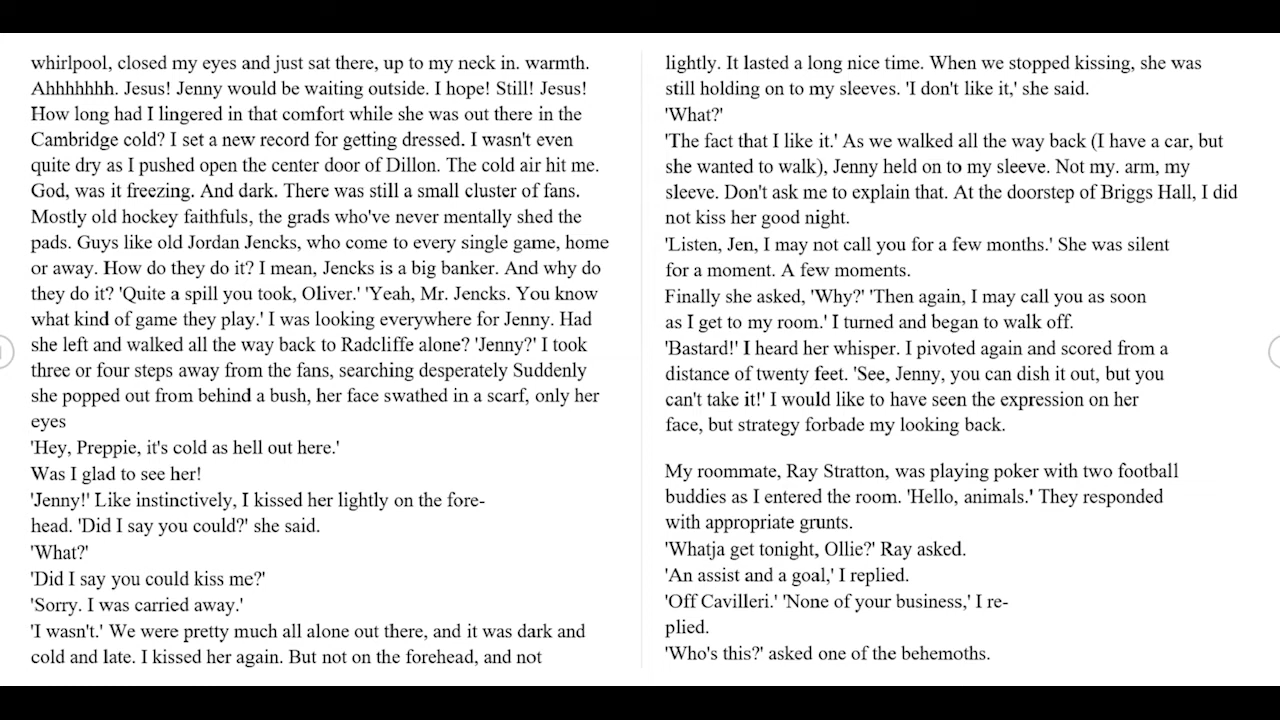 whirlpool, closed my eyes and just sat there, up to my neck in. warmth.
Ahhhhhhh. Jesus! Jenny would be waiting outside. I hope! Still! Jesus!
How long had I lingered in that comfort while she was out there in the
Cambridge cold? I set a new record for getting dressed. I wasn't even
quite dry as I pushed open the center door of Dillon. The cold air hit me.
God, was it freezing. And dark. There was still a small cluster of fans.
Mostly old hockey faithfuls, the grads who've never mentally shed the
pads. Guys like old Jordan Jencks, who come to every single game, home
or away. How do they do it? I mean, Jencks is a big banker. And why do
they do it? 'Quite a spill you took, Oliver.' 'Yeah, Mr. Jencks. You know
what kind of game they play.' I was looking everywhere for Jenny. Had
she left and walked all the way back to Radcliffe alone? 'Jenny?' I took
three or four steps away from the fans, searching desperately Suddenly
she popped out from behind a bush, her face swathed in a scarf, only her
eyes
'Hey, Preppie, it's cold as hell out here.'
Was I glad to see her!
'Jenny!' Like instinctively, I kissed her lightly on the fore-
head. 'Did I say you could?' she said.
'What?'
'Did I say you could kiss me?'
'Sorry. I was carried away.'
'I wasn't.' We were pretty much all alone out there, and it was dark and
cold and late. I kissed her again. But not on the forehead, and not
lightly. It lasted a long nice time. When we stopped kissing, she was
still holding on to my sleeves. 'I don't like it,' she said.
'What?'
'The fact that I like it.' As we walked all the way back (I have a car, but
she wanted to walk), Jenny held on to my sleeve. Not my. arm, my
sleeve. Don't ask me to explain that. At the doorstep of Briggs Hall, I did
not kiss her good night.
'Listen, Jen, I may not call you for a few months.' She was silent
for a moment. A few moments.
Finally she asked, 'Why?' 'Then again, I may call you as soon
as I get to my room.' I turned and began to walk off.
'Bastard!' I heard her whisper. I pivoted again and scored from a
distance of twenty feet. 'See, Jenny, you can dish it out, but you
can't take it!' I would like to have seen the expression on her
face, but strategy forbade my looking back.
My roommate, Ray Stratton, was playing poker with two football
buddies as I entered the room. 'Hello, animals.' They responded
with appropriate grunts.
'Whatja get tonight, Ollie?' Ray asked.
'An assist and a goal,' I replied.
'Off Cavilleri.' 'None of your business,' I re-
plied.
'Who's this?' asked one of the behemoths.